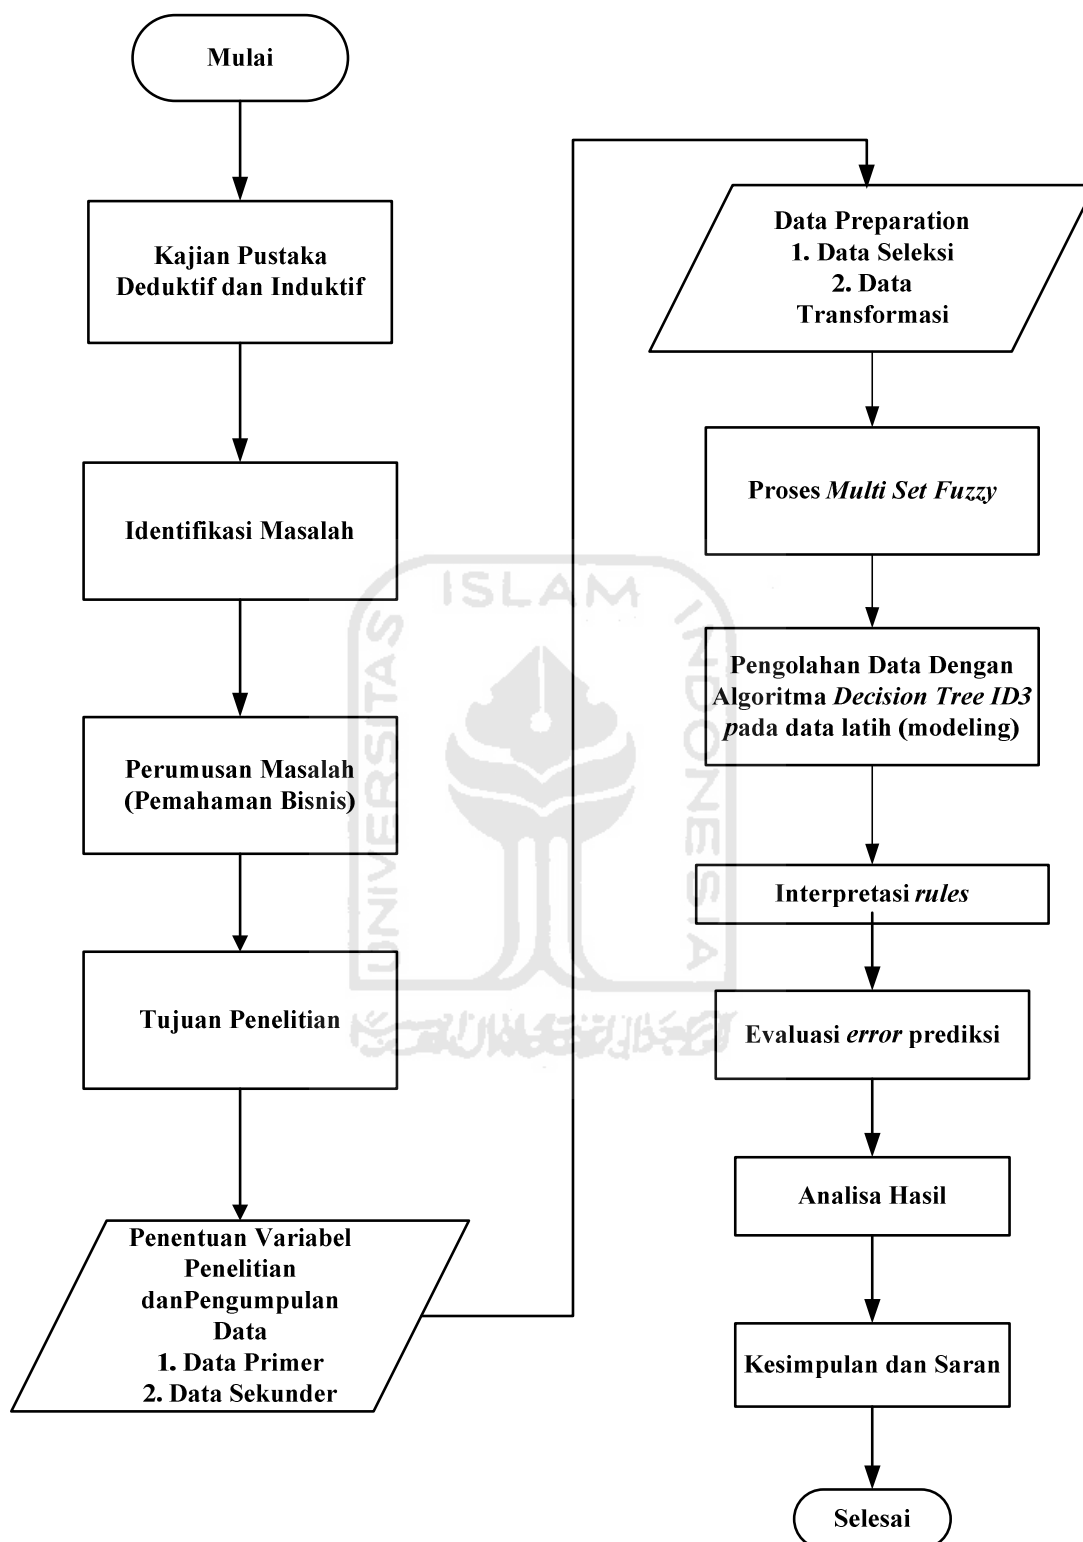 Mulai
Kajian Pustaka
Deduktif dan Induktif
Identifikasi Masalah
Perumusan Masalah
(Pemahaman Bisnis)
Tujuan Penelitian
Penentuan Variabel
Penelitian
danPengumpulan
Data
1. Data Primer
2. Data Sekunder
Data Preparation
1. Data Seleksi
2. Data
Transformasi
Proses Multi Set Fuzzy
Pengolahan Data Dengan
Algoritma Decision Tree ID3
pada data latih (modeling)
Interpretasi rules
Evaluasi error prediksi
Analisa Hasil
Kesimpulan dan Saran
Selesai
UNIVERSITAS
ISLAM
INDONESIA